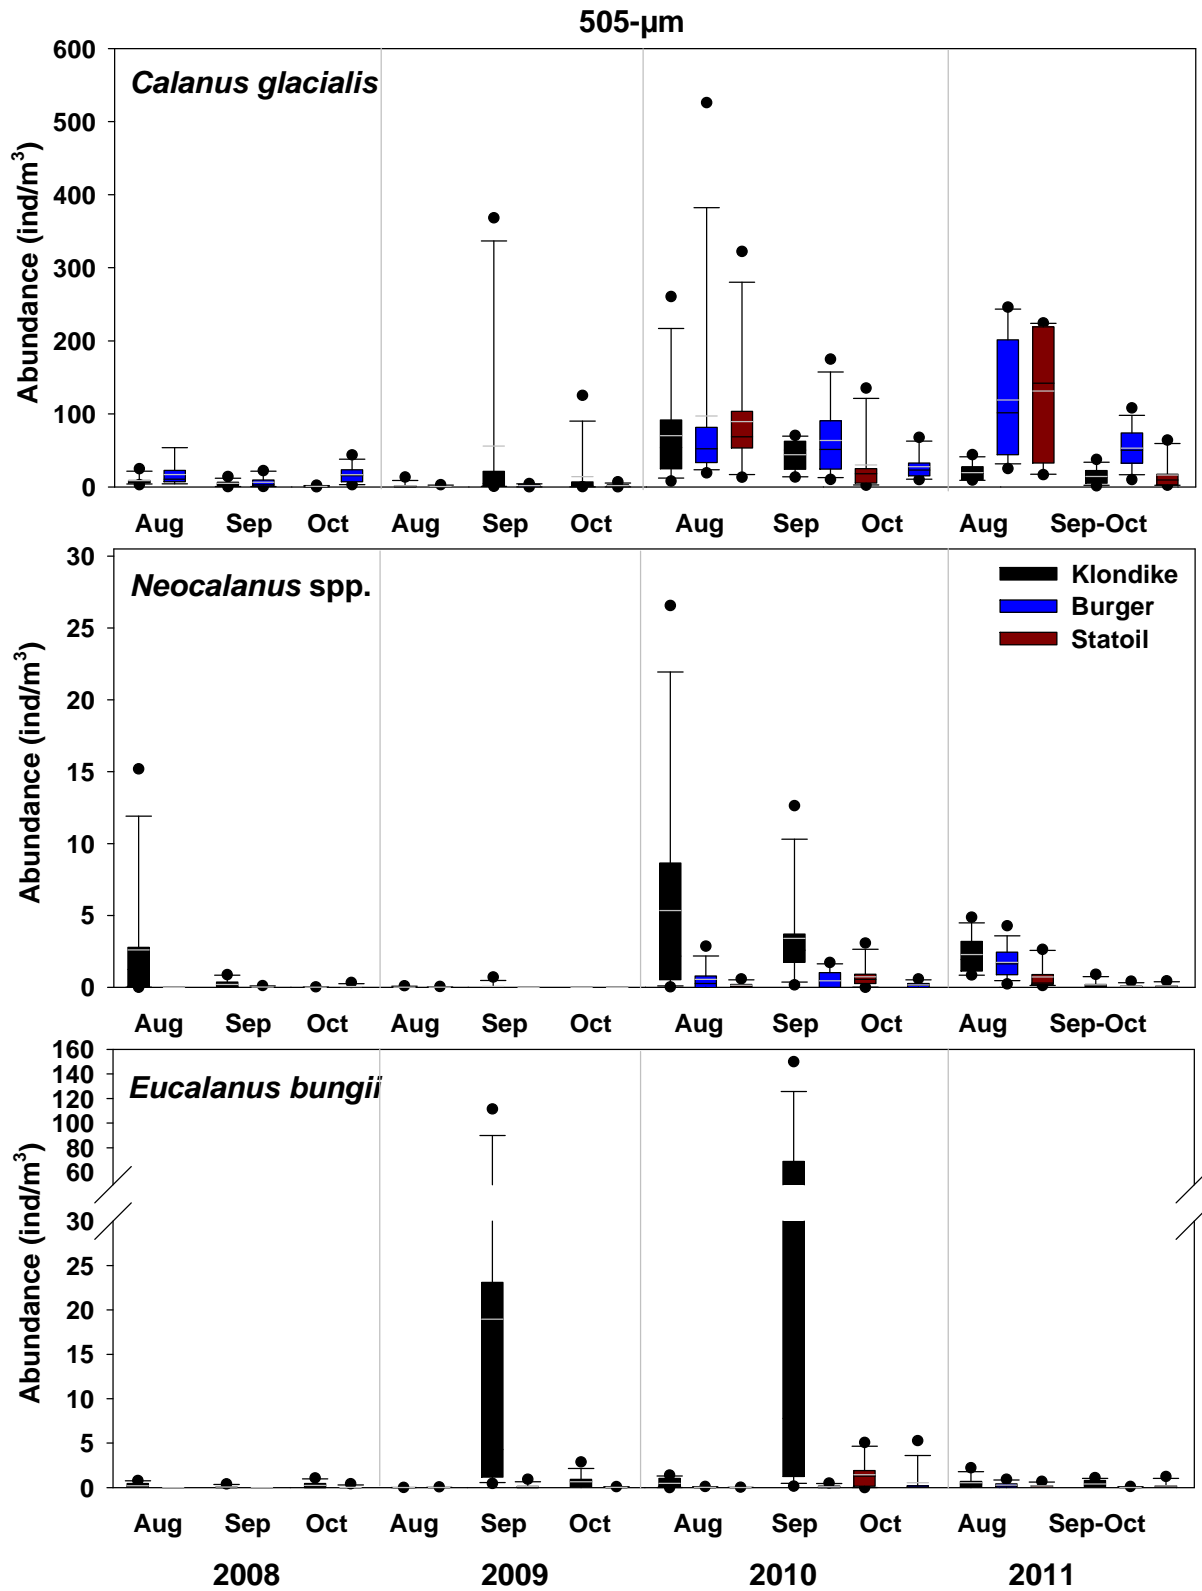 505-µm
Calanus glacialis
Abundance (ind/m³)
600
500
400
300
200
100
0
Aug Sep Oct Aug Sep Oct Aug Sep Oct Aug Sep-Oct
Neocalanus spp.
Klondike
Burger
Statoil
Abundance (ind/m³)
30
25
20
15
10
5
0
Aug Sep Oct Aug Sep Oct Aug Sep Oct Aug Sep-Oct
Eucalanus bungii
160
140
120
100
80
60
Abundance (ind/m³)
30
25
20
15
10
5
0
Aug Sep Oct Aug Sep Oct Aug Sep Oct Aug Sep-Oct
2008 2009 2010 2011